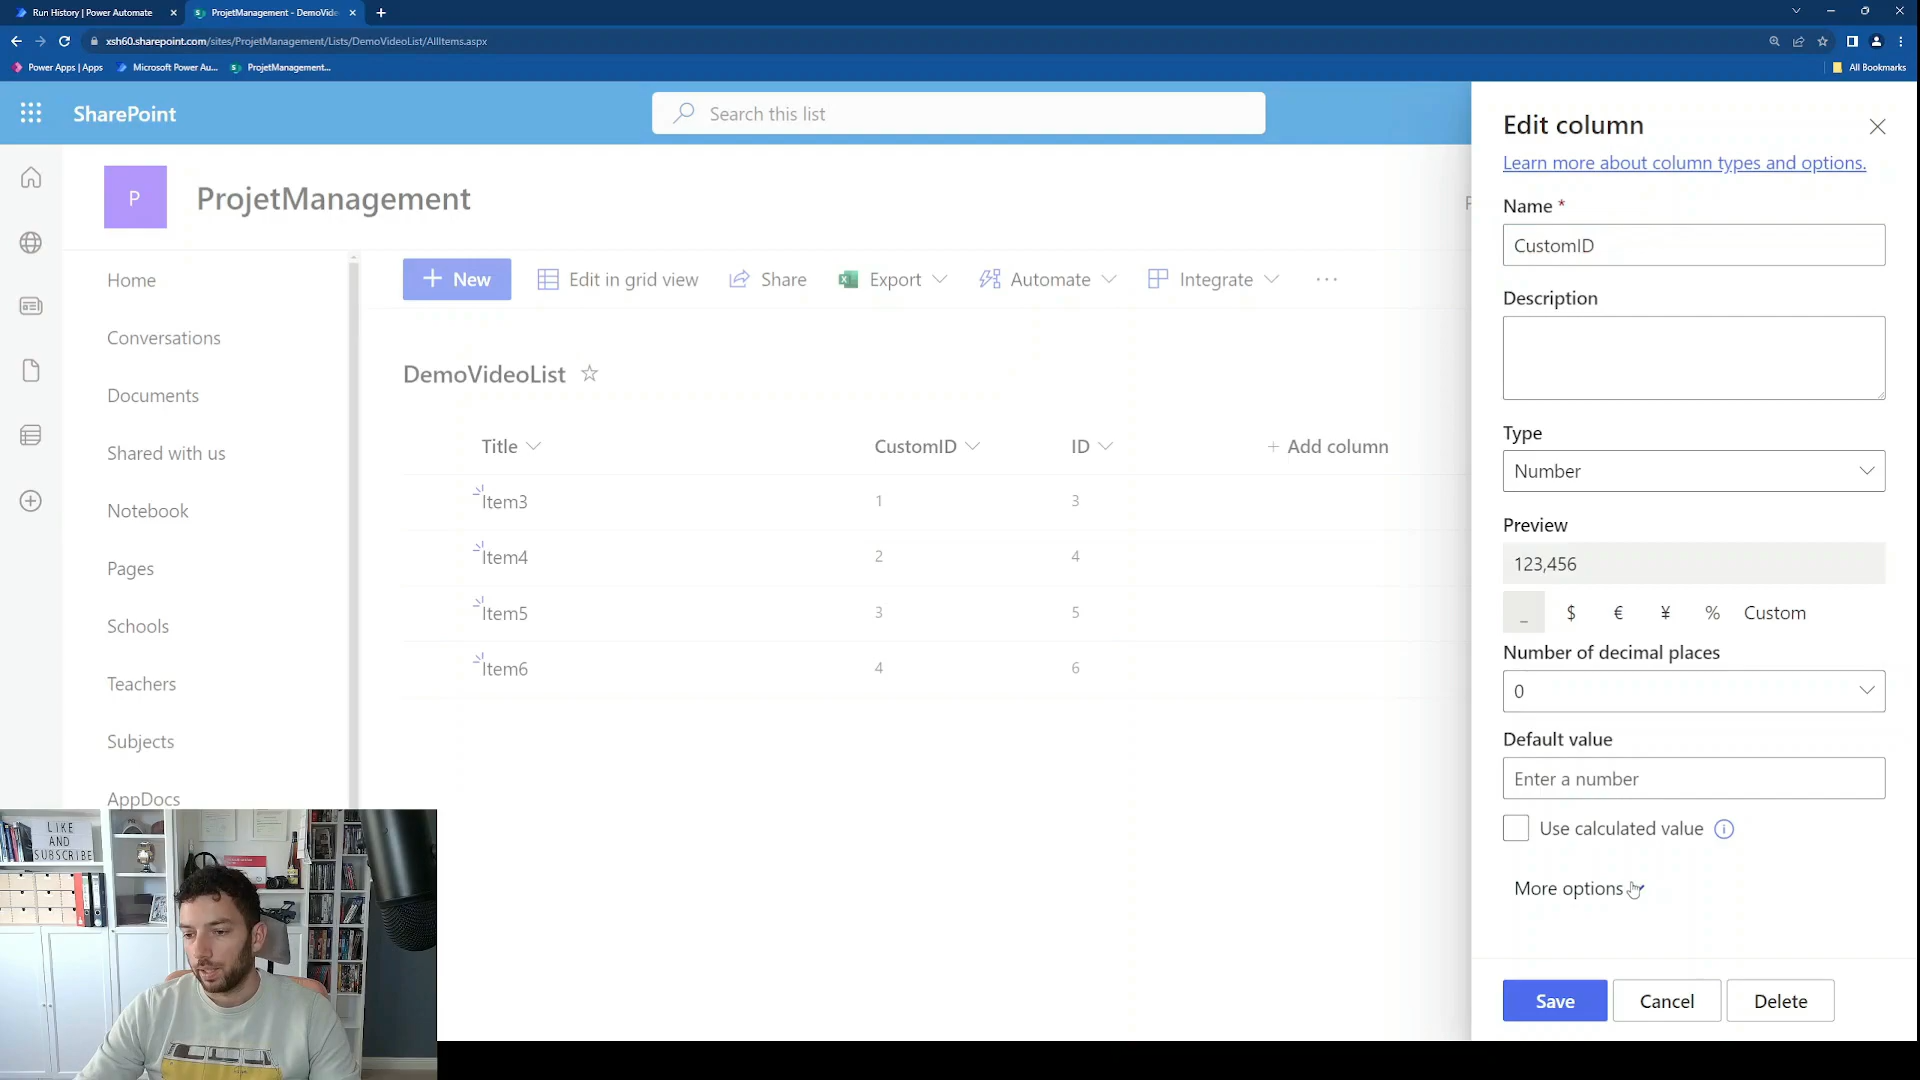 Run History | Power Automate
ProjetManagement - DemoVide
xsh60.sharepoint.com/sites/ProjetManagement/Lists/DemoVideoList/AllItems.aspx
Power Apps | Apps
Microsoft Power Au...
ProjetManagement...
All Bookmarks
SharePoint
Search this list
P
ProjetManagement
P
Home
Conversations
Documents
Shared with us
Notebook
Pages
Schools
Teachers
Subjects
AppDocs
+ New
Edit in grid view
Share
Export
Automate
Integrate
...
DemoVideoList
Title CustomID ID + Add column
Item3 1 3
Item4 2 4
Item5 3 5
Item6 4 6
Edit column
Learn more about column types and options.
Name *
CustomID
Description
Type
Number
Preview
123,456
_ $ € ¥ % Custom
Number of decimal places
0
Default value
Enter a number
Use calculated value
More options
Save Cancel Delete
LIKE
AND
SUBSCRIBE